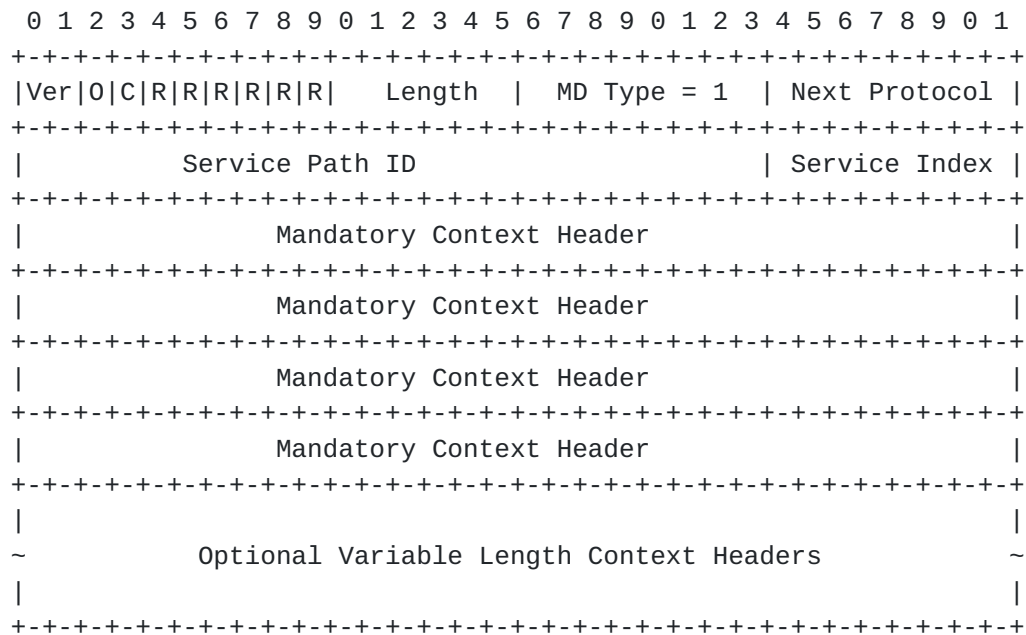 0 1 2 3 4 5 6 7 8 9 0 1 2 3 4 5 6 7 8 9 0 1 2 3 4 5 6 7 8 9 0 1
+-+-+-+-+-+-+-+-+-+-+-+-+-+-+-+-+-+-+-+-+-+-+-+-+-+-+-+-+-+-+-+-+
|Ver|O|C|R|R|R|R|R|R|   Length  |  MD Type = 1  | Next Protocol |
+-+-+-+-+-+-+-+-+-+-+-+-+-+-+-+-+-+-+-+-+-+-+-+-+-+-+-+-+-+-+-+-+
|          Service Path ID                      | Service Index |
+-+-+-+-+-+-+-+-+-+-+-+-+-+-+-+-+-+-+-+-+-+-+-+-+-+-+-+-+-+-+-+-+
|                Mandatory Context Header                       |
+-+-+-+-+-+-+-+-+-+-+-+-+-+-+-+-+-+-+-+-+-+-+-+-+-+-+-+-+-+-+-+-+
|                Mandatory Context Header                       |
+-+-+-+-+-+-+-+-+-+-+-+-+-+-+-+-+-+-+-+-+-+-+-+-+-+-+-+-+-+-+-+-+
|                Mandatory Context Header                       |
+-+-+-+-+-+-+-+-+-+-+-+-+-+-+-+-+-+-+-+-+-+-+-+-+-+-+-+-+-+-+-+-+
|                Mandatory Context Header                       |
+-+-+-+-+-+-+-+-+-+-+-+-+-+-+-+-+-+-+-+-+-+-+-+-+-+-+-+-+-+-+-+-+
|                                                               |
~           Optional Variable Length Context Headers            ~
|                                                               |
+-+-+-+-+-+-+-+-+-+-+-+-+-+-+-+-+-+-+-+-+-+-+-+-+-+-+-+-+-+-+-+-+